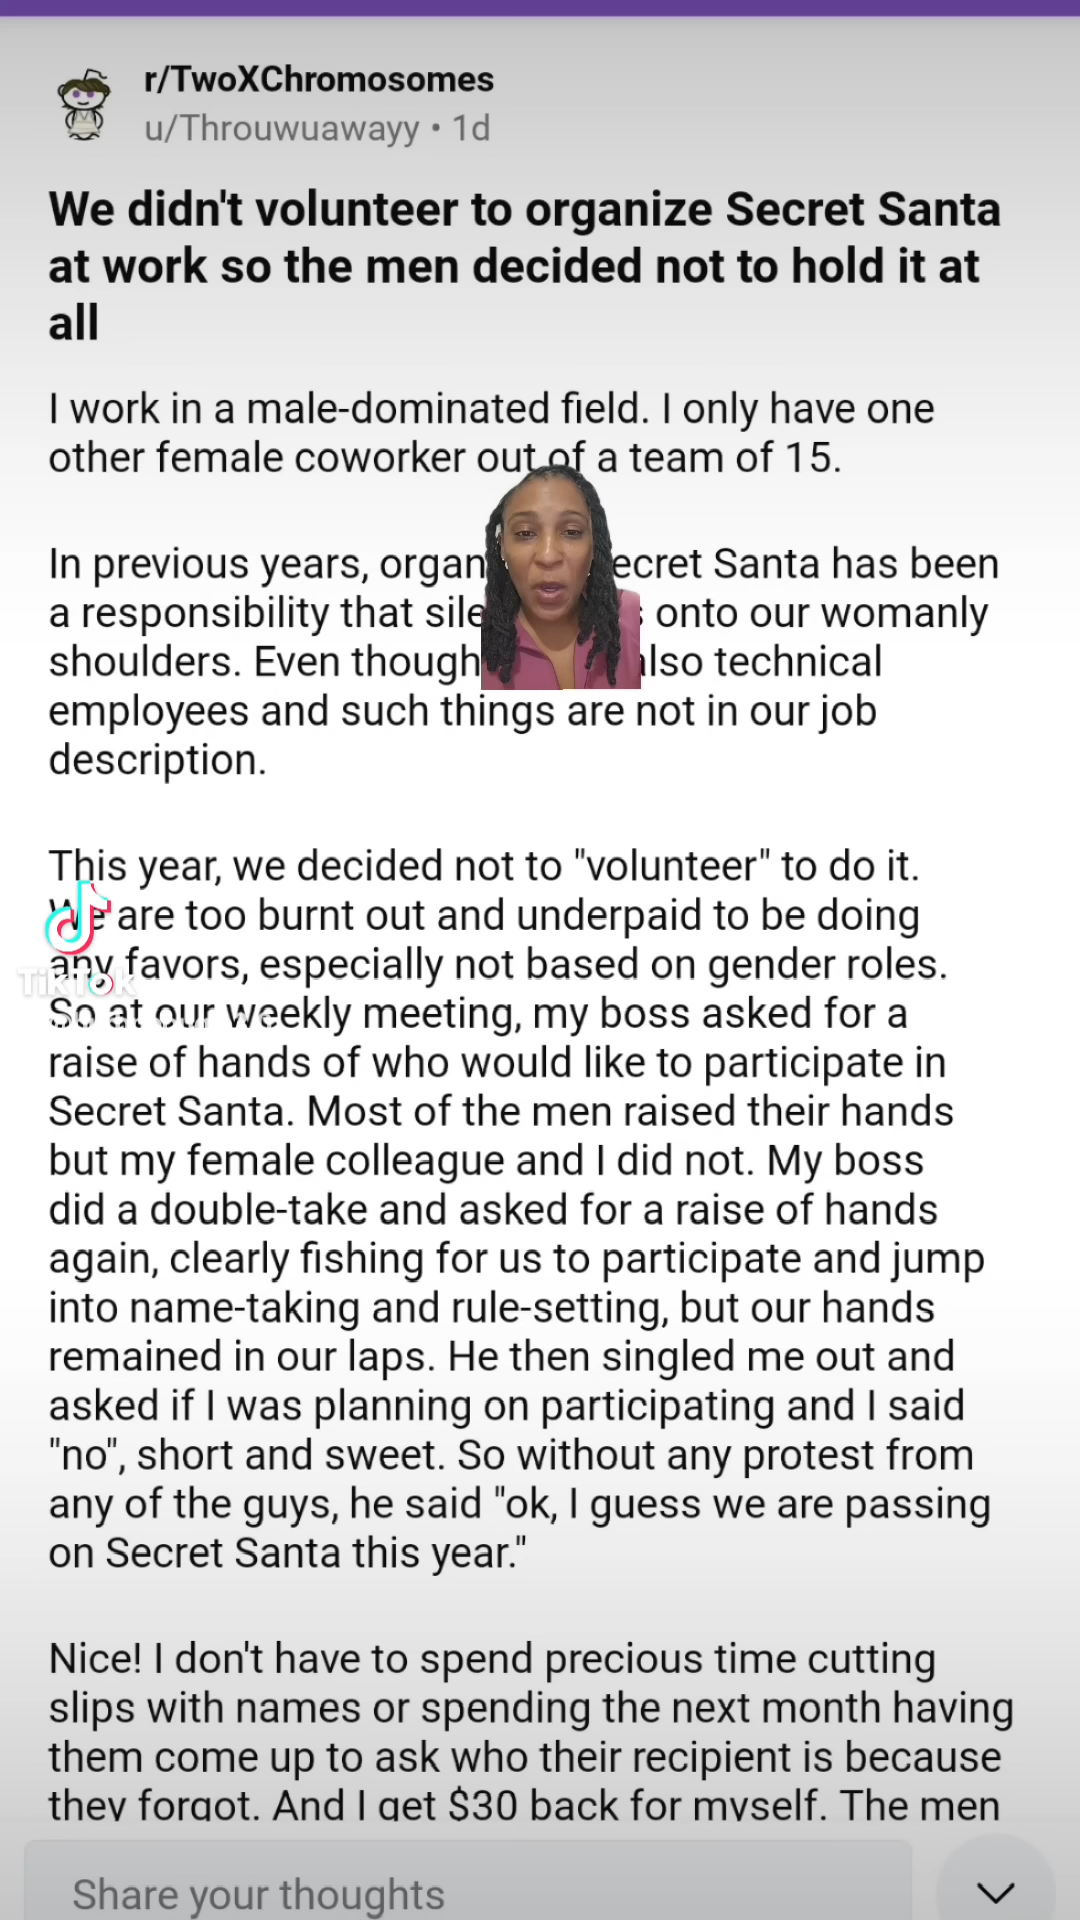 r/TwoXChromosomes
u/Throuwuawayy • 1d
We didn't volunteer to organize Secret Santa
at work so the men decided not to hold it at
all
I work in a male-dominated field. I only have one
other female coworker out of a team of 15.
In previous years, organ ecret Santa has been
a responsibility that sile onto our womanly
shoulders. Even though lso technical
employees and such things are not in our job
description.
This year, we decided not to "volunteer" to do it.
We are too burnt out and underpaid to be doing
any favors, especially not based on gender roles.
So at our weekly meeting, my boss asked for a
raise of hands of who would like to participate in
Secret Santa. Most of the men raised their hands
but my female colleague and I did not. My boss
did a double-take and asked for a raise of hands
again, clearly fishing for us to participate and jump
into name-taking and rule-setting, but our hands
remained in our laps. He then singled me out and
asked if I was planning on participating and I said
"no", short and sweet. So without any protest from
any of the guys, he said "ok, I guess we are passing
on Secret Santa this year."
Nice! I don't have to spend precious time cutting
slips with names or spending the next month having
them come up to ask who their recipient is because
they forgot. And I get $30 back for myself. The men
Share your thoughts
TikTok